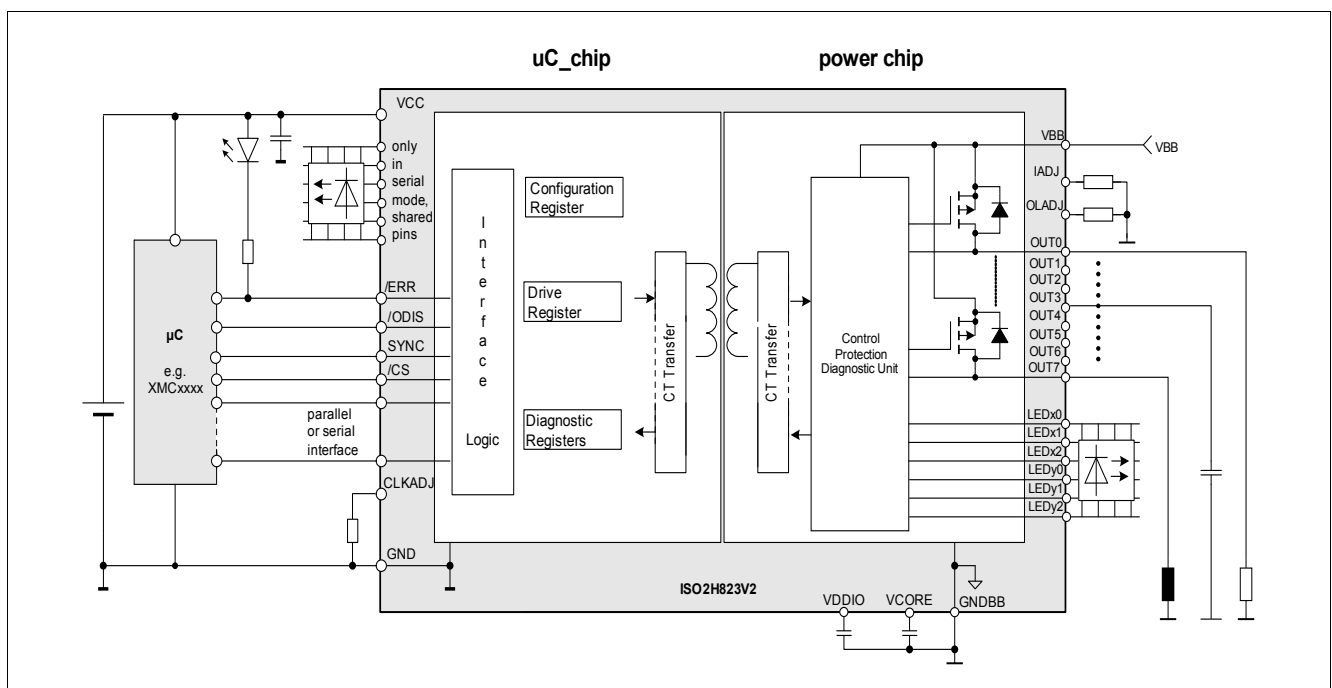 uC_chip
power chip
VCC
only
in
serial
mode,
shared
pins
/ERR
/ODIS
SYNC
/CS
parallel
or serial
interface
CLKADJ
GND
µC
e.g.
XMCxxxx
Interface
Logic
Configuration
Register
Drive
Register
Diagnostic
Registers
CT Transfer
CT Transfer
Control
Protection
Diagnostic Unit
VBB
VBB
IADJ
OLADJ
OUT0
OUT1
OUT2
OUT3
OUT4
OUT5
OUT6
OUT7
LEDx0
LEDx1
LEDx2
LEDy0
LEDy1
LEDy2
ISO2H823V2
VDDIO
VCORE
GNDBB